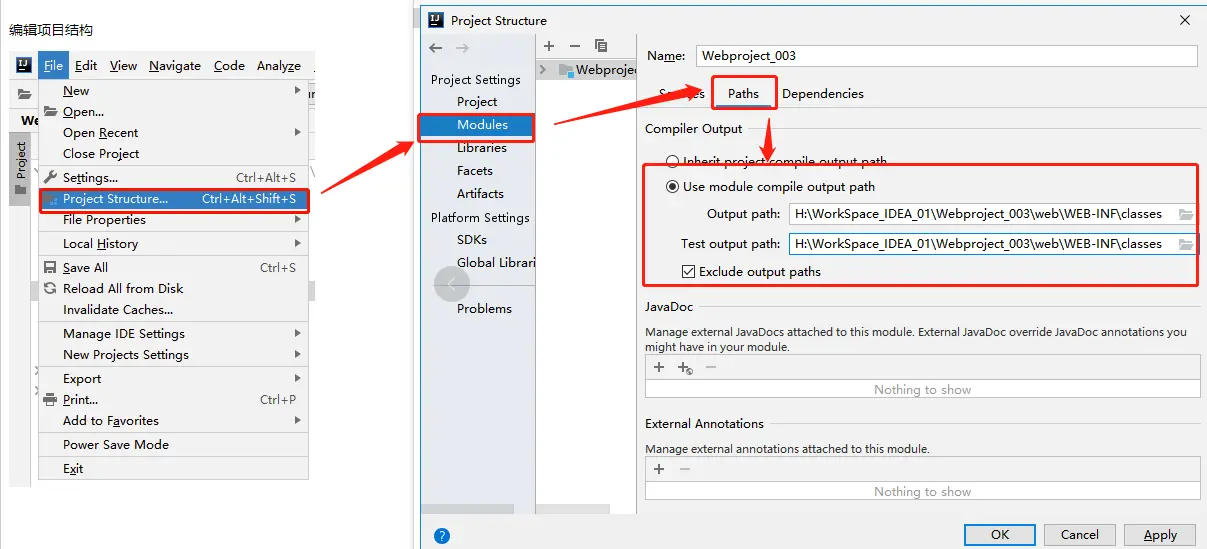 编辑项目结构
File Edit View Navigate Code Analyze
New
Open...
Open Recent
Close Project
Settings... Ctrl+Alt+S
Project Structure... Ctrl+Alt+Shift+S
File Properties
Local History
Save All Ctrl+S
Reload All from Disk
Invalidate Caches...
Manage IDE Settings
New Projects Settings
Export
Print... Ctrl+P
Add to Favorites
Power Save Mode
Exit
We
Project
Project Structure
Project Settings
Project
Modules
Libraries
Facets
Artifacts
Platform Settings
SDKs
Global Librari
Problems
Webproje
Name: Webproject_003
Paths Dependencies
Compiler Output
Inherit project compile output path
Use module compile output path
Output path: H:\WorkSpace_IDEA_01\Webproject_003\web\WEB-INF\classes
Test output path: H:\WorkSpace_IDEA_01\Webproject_003\web\WEB-INF\classes
Exclude output paths
JavaDoc
Manage external JavaDocs attached to this module. External JavaDoc override JavaDoc annotations you
might have in your module.
Nothing to show
External Annotations
Manage external annotations attached to this module.
Nothing to show
?
OK Cancel Apply